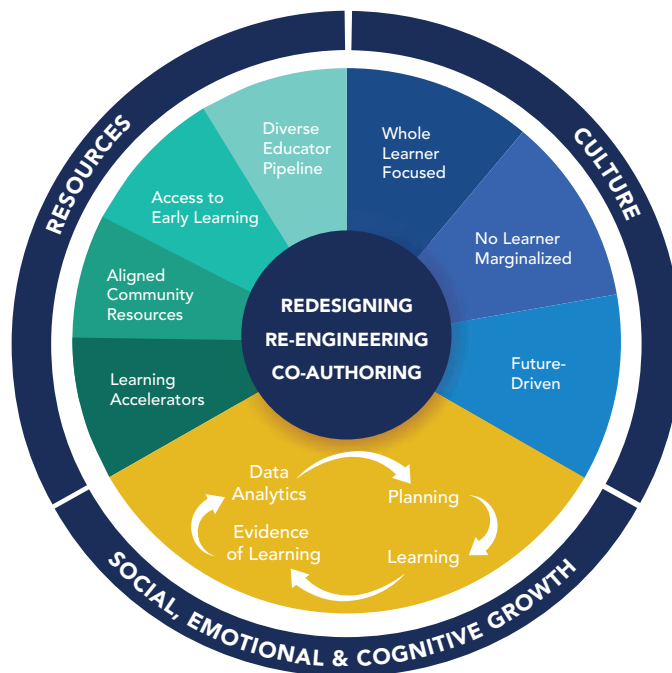 RESOURCES
CULTURE
SOCIAL, EMOTIONAL & COGNITIVE GROWTH
Diverse
Educator
Pipeline
Whole
Learner
Focused
Access to
Early Learning
No Learner
Marginalized
Aligned
Community
Resources
Future-
Driven
Learning
Accelerators
REDESIGNING
RE-ENGINEERING
CO-AUTHORING
Data
Analytics
Planning
Learning
Evidence
of Learning